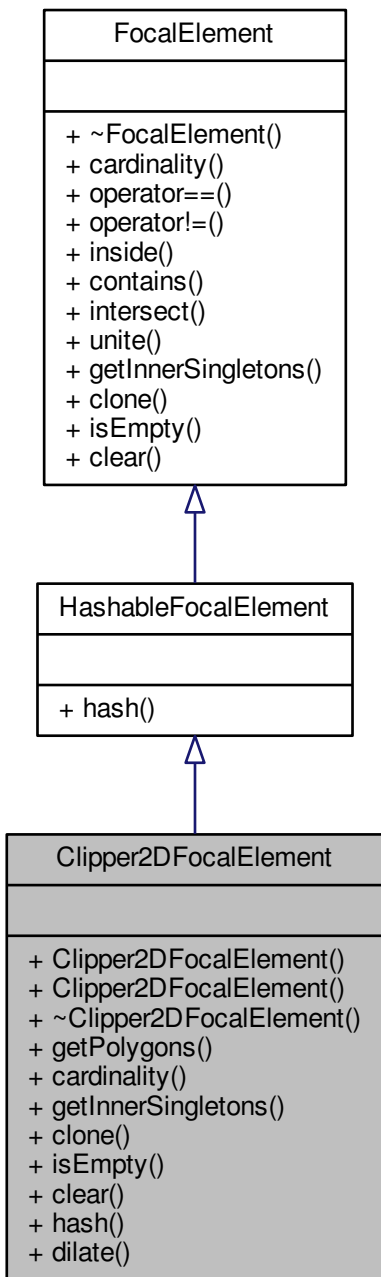 FocalElement
+ ~FocalElement()
+ cardinality()
+ operator==()
+ operator!=()
+ inside()
+ contains()
+ intersect()
+ unite()
+ getInnerSingletons()
+ clone()
+ isEmpty()
+ clear()
HashableFocalElement
+ hash()
Clipper2DFocalElement
+ Clipper2DFocalElement()
+ Clipper2DFocalElement()
+ ~Clipper2DFocalElement()
+ getPolygons()
+ cardinality()
+ getInnerSingletons()
+ clone()
+ isEmpty()
+ clear()
+ hash()
+ dilate()